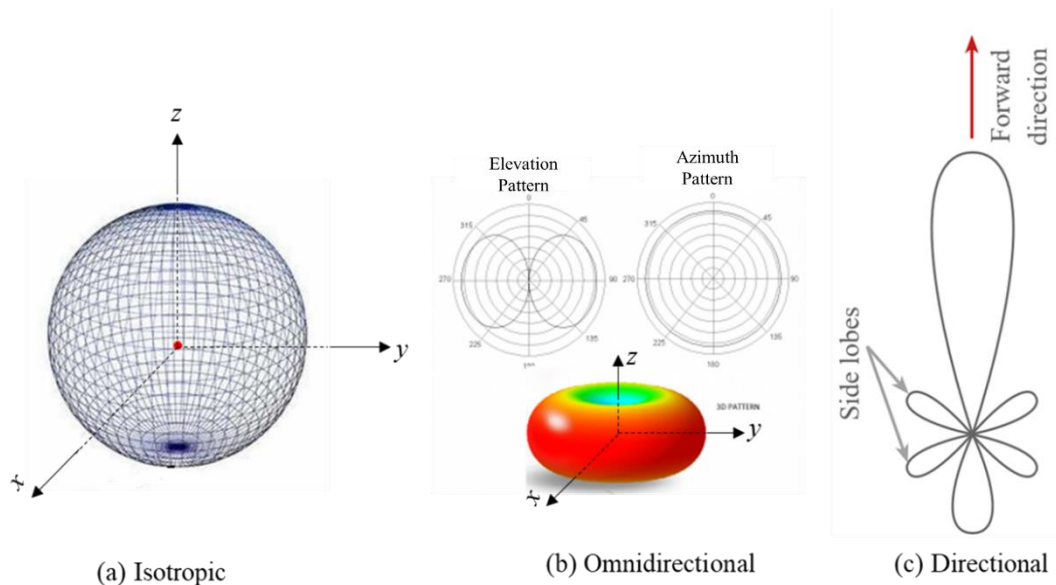 z
y
x
(a) Isotropic
Elevation
Pattern
0
45
90
135
225
270
315
Azimuth
Pattern
0
45
90
135
180
225
270
315
z
3D PATTERN
y
x
(b) Omnidirectional
Forward
direction
Side lobes
(c) Directional